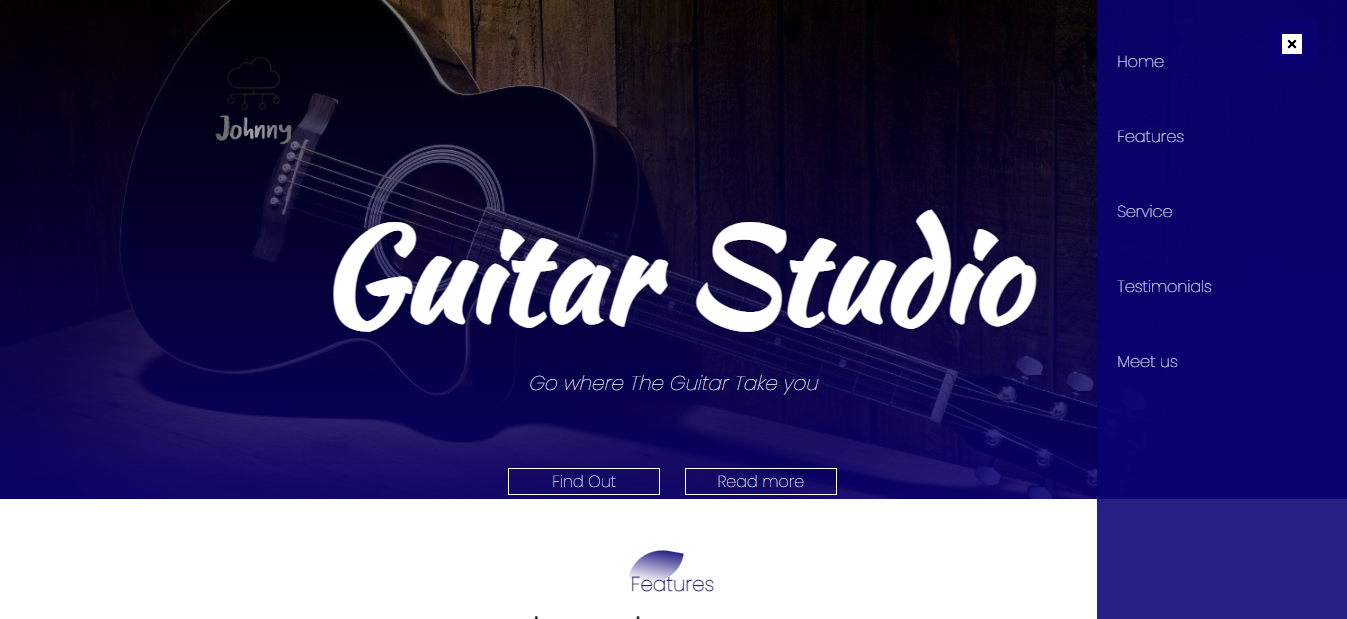 Johnny
Guitar Studio
Go where The Guitar Take you
Find Out
Read more
Home
Features
Service
Testimonials
Meet us
Features